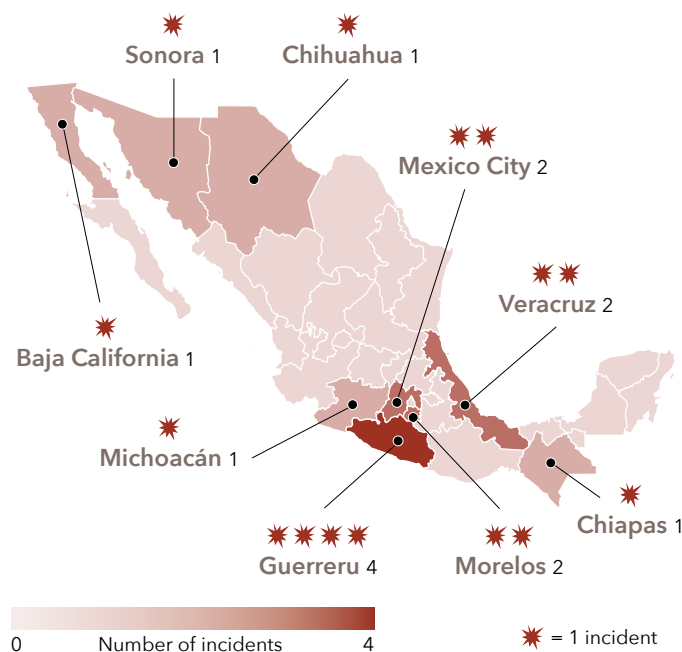 Sonora 1
Chihuahua 1
Mexico City 2
Veracruz 2
Baja California 1
Michoacán 1
Chiapas 1
Guerreru 4
Morelos 2
0 Number of incidents 4
= 1 incident